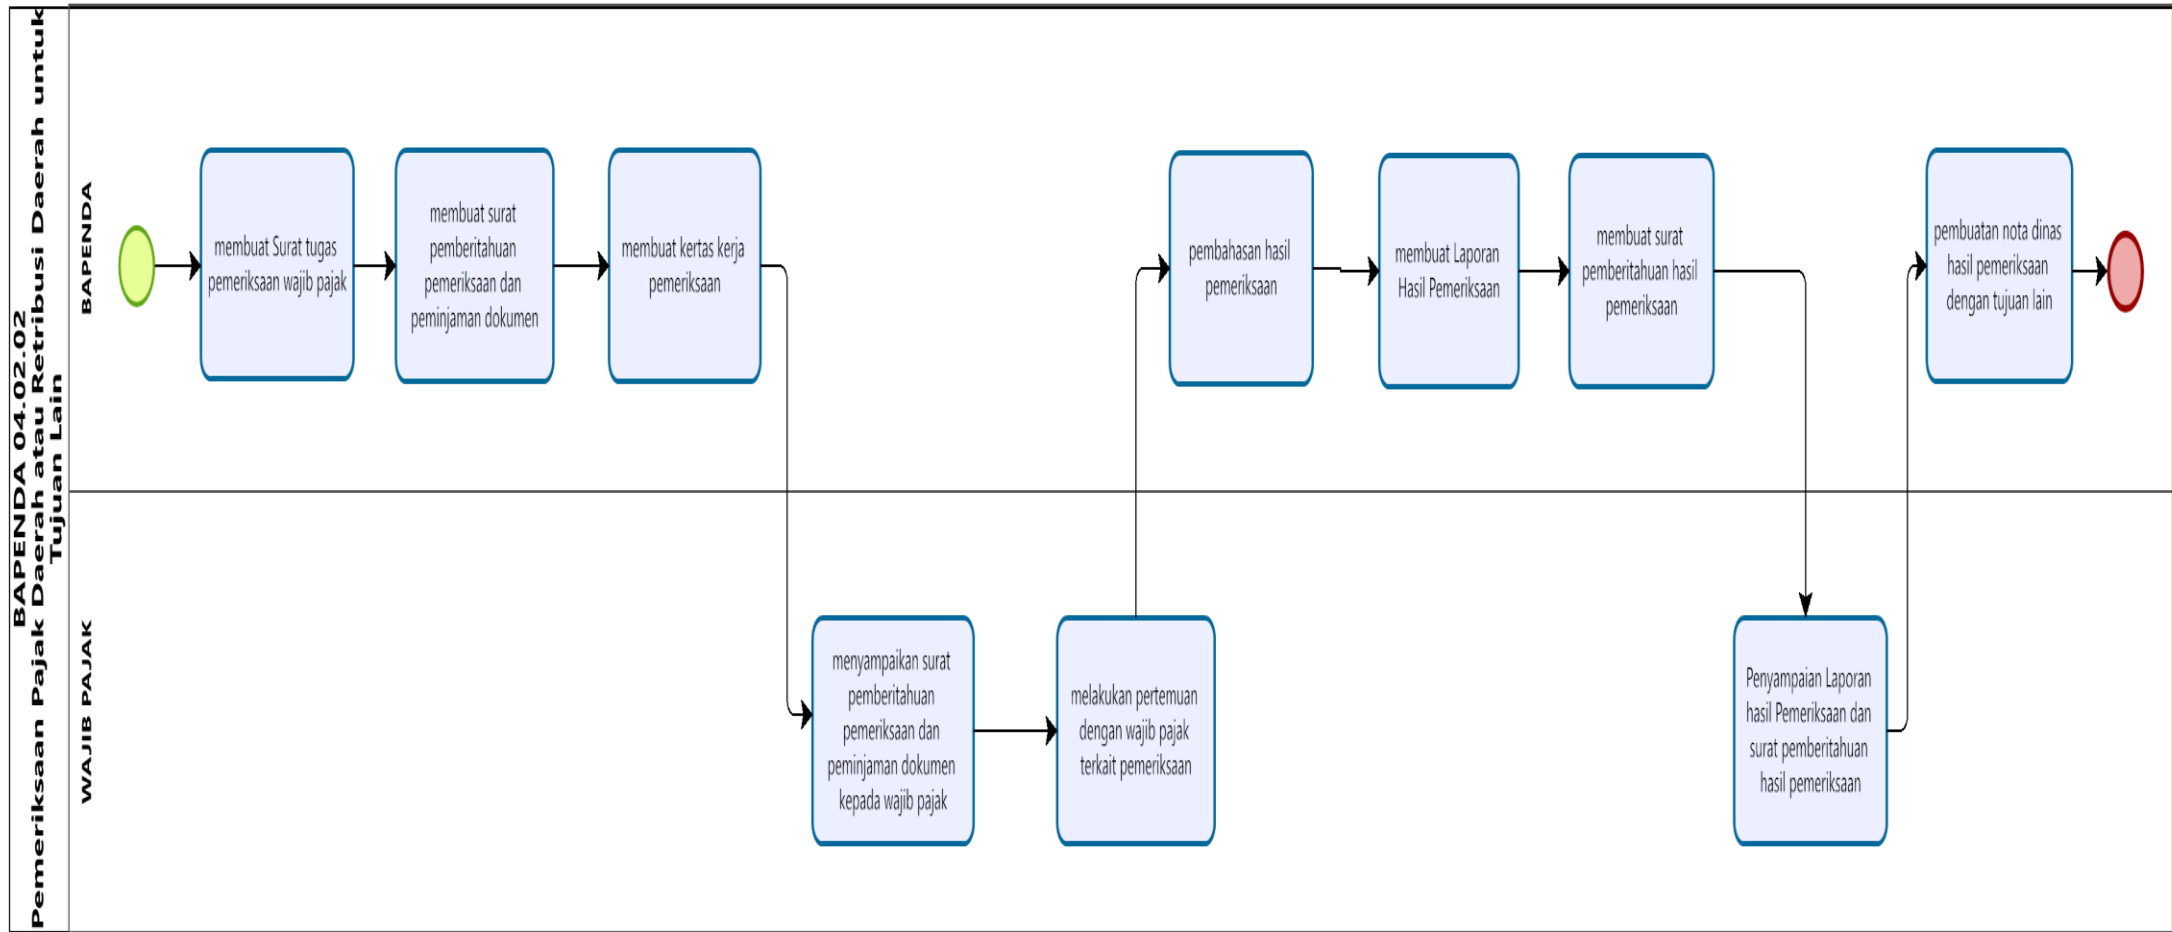 BAPENDA 04.02.02
Pemeriksaan Pajak Daerah atau Retribusi Daerah untuk
Tujuan Lain
BAPENDA
membuat Surat tugas
pemeriksaan wajib pajak
membuat surat
pemberitahuan
pemeriksaan dan
peminjaman dokumen
membuat kertas kerja
pemeriksaan
pembahasan hasil
pemeriksaan
membuat Laporan
Hasil Pemeriksaan
membuat surat
pemberitahuan hasil
pemeriksaan
pembuatan nota dinas
hasil pemeriksaan
dengan tujuan lain
WAJIB PAJAK
menyampaikan surat
pemberitahuan
pemeriksaan dan
peminjaman dokumen
kepada wajib pajak
melakukan pertemuan
dengan wajib pajak
terkait pemeriksaan
Penyampaian Laporan
hasil Pemeriksaan dan
surat pemberitahuan
hasil pemeriksaan